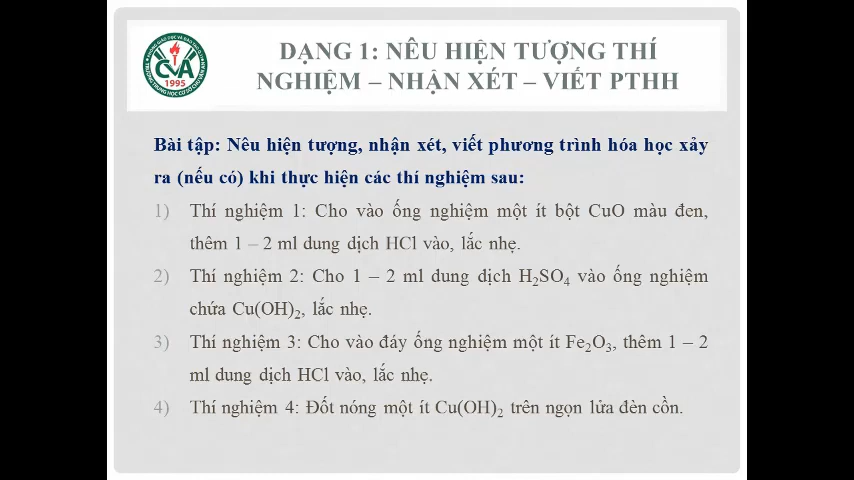 CVA
1995
DẠNG 1: NÊU HIỆN TƯỢNG THÍ
NGHIỆM – NHẬN XÉT – VIẾT PTHH
Bài tập: Nêu hiện tượng, nhận xét, viết phương trình hóa học xảy
ra (nếu có) khi thực hiện các thí nghiệm sau:
1) Thí nghiệm 1: Cho vào ống nghiệm một ít bột CuO màu đen,
thêm 1 – 2 ml dung dịch HCl vào, lắc nhẹ.
2) Thí nghiệm 2: Cho 1 – 2 ml dung dịch H₂SO₄ vào ống nghiệm
chứa Cu(OH)₂, lắc nhẹ.
3) Thí nghiệm 3: Cho vào đáy ống nghiệm một ít Fe₂O₃, thêm 1 – 2
ml dung dịch HCl vào, lắc nhẹ.
4) Thí nghiệm 4: Đốt nóng một ít Cu(OH)₂ trên ngọn lửa đèn cồn.